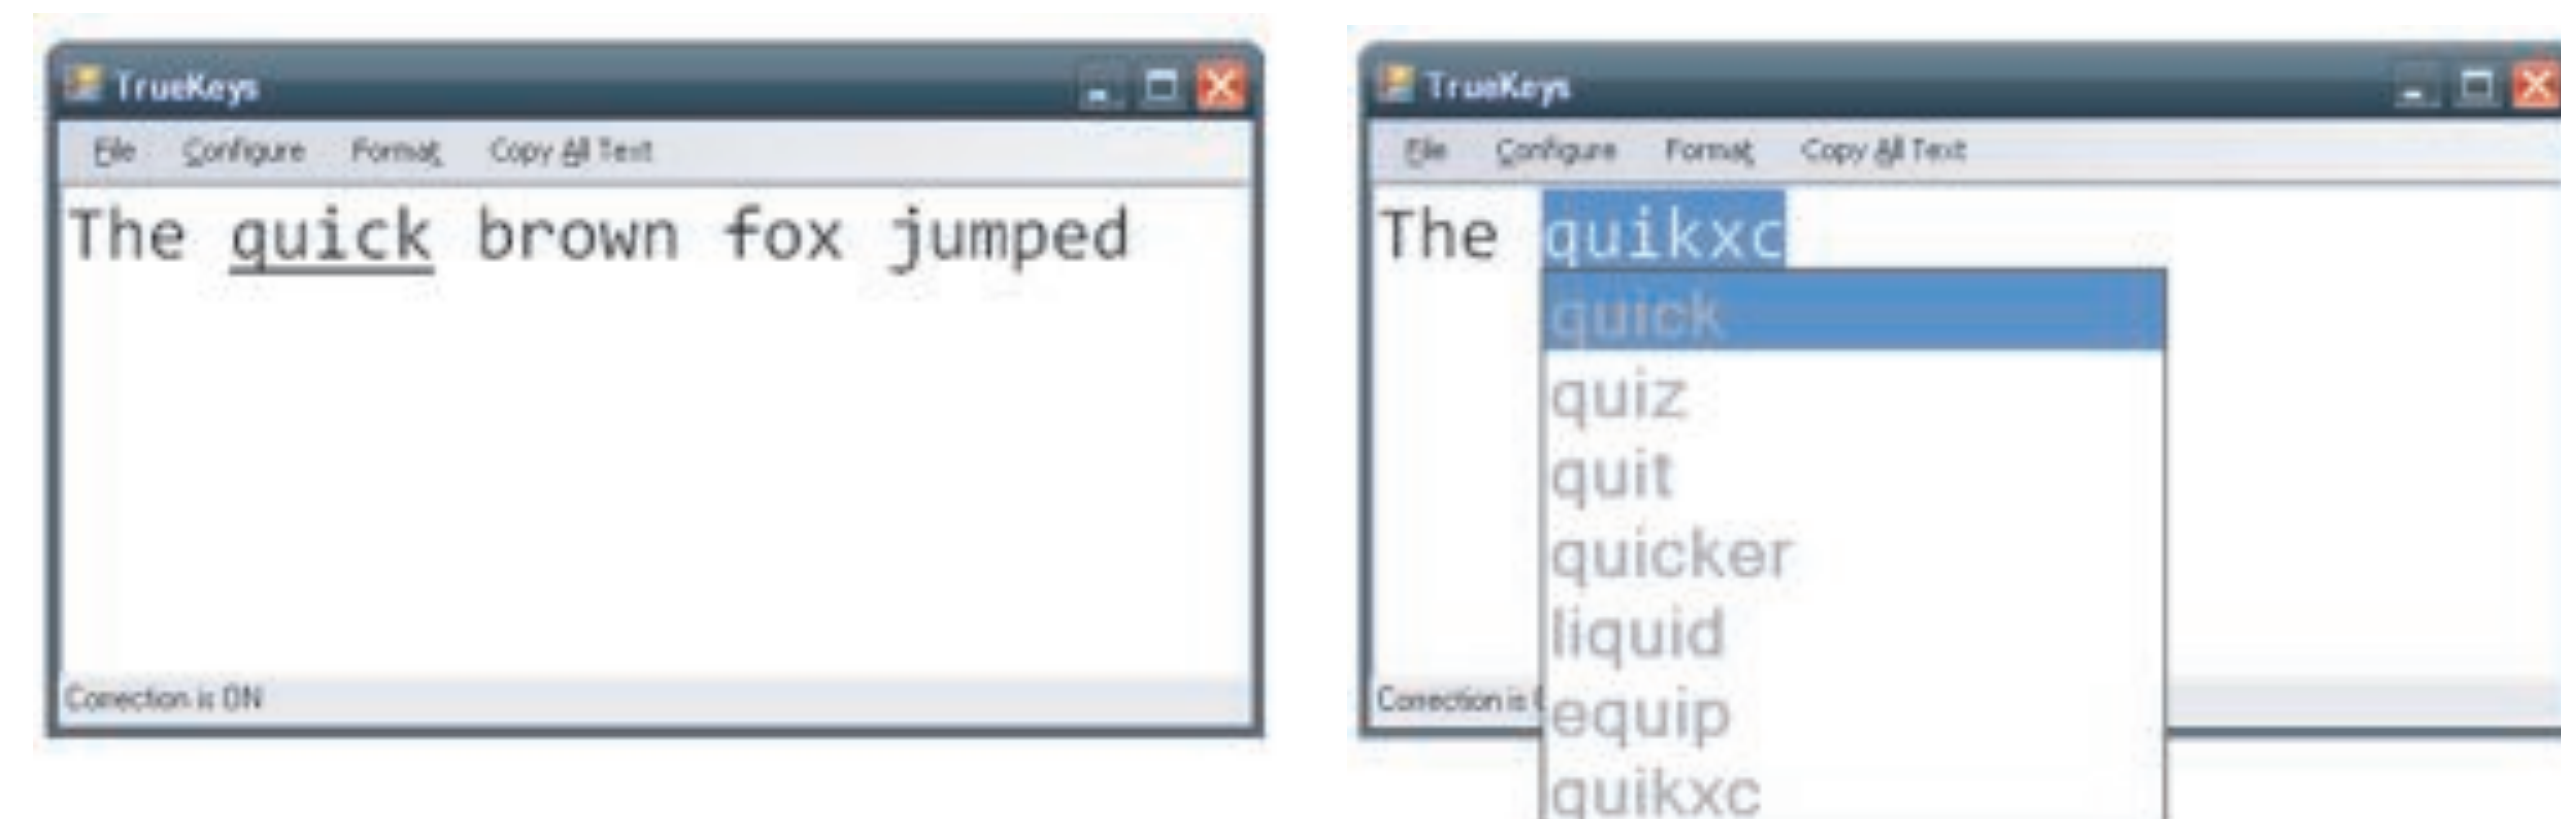 TrueKeys
File Configure Format Copy All Text
The quick brown fox jumped
Correction is ON
TrueKeys
File Configure Format Copy All Text
The quikxc
quick
quiz
quit
quicker
liquid
Correction is
equip
quikxc